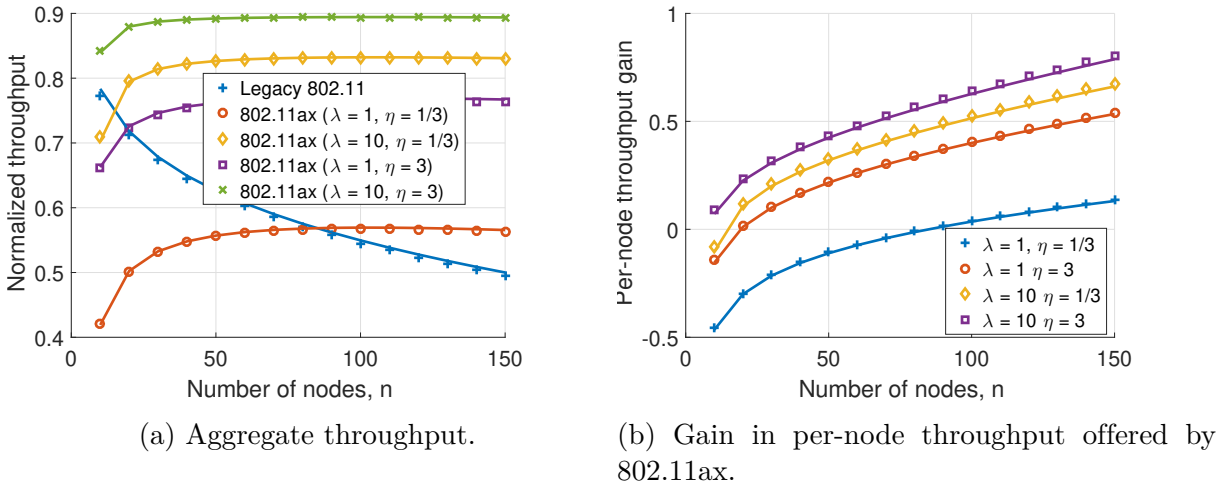 0.9
0.8
0.7
0.6
0.5
0.4
Normalized throughput
Legacy 802.11
802.11ax ( λ = 1, η = 1/3)
802.11ax ( λ = 10, η = 1/3)
802.11ax ( λ = 1, η = 3)
802.11ax ( λ = 10, η = 3)
0 50 100 150
Number of nodes, n
(a) Aggregate throughput.
1
0.5
0
-0.5
Per-node throughput gain
λ = 1, η = 1/3
λ = 1 η = 3
λ = 10 η = 1/3
λ = 10 η = 3
0 50 100 150
Number of nodes, n
(b) Gain in per-node throughput offered by
802.11ax.